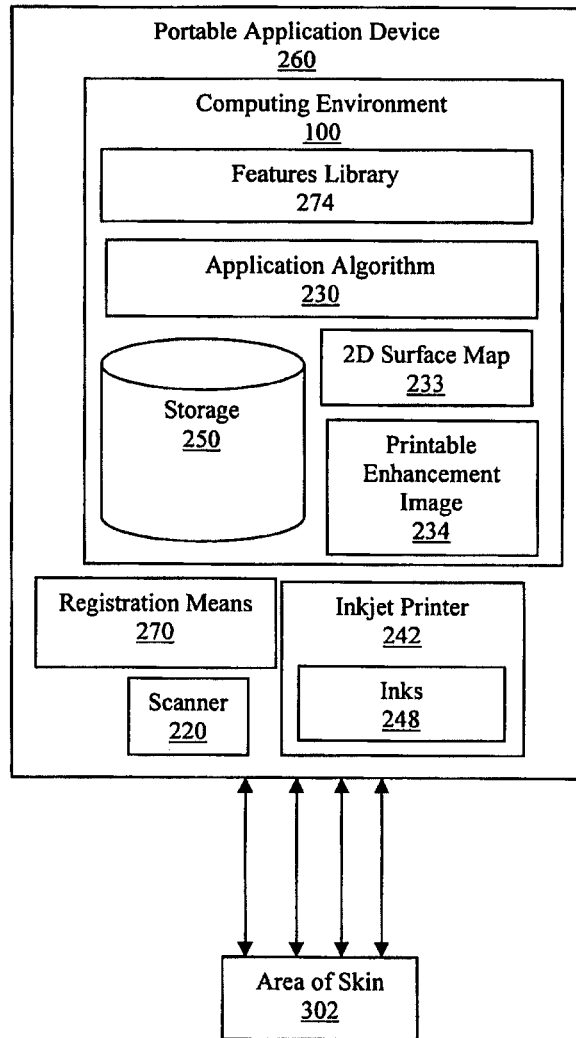 Portable Application Device
260
Computing Environment
100
Features Library
274
Application Algorithm
230
Storage
250
2D Surface Map
233
Printable
Enhancement
Image
234
Registration Means
270
Scanner
220
Inkjet Printer
242
Inks
248
Area of Skin
302